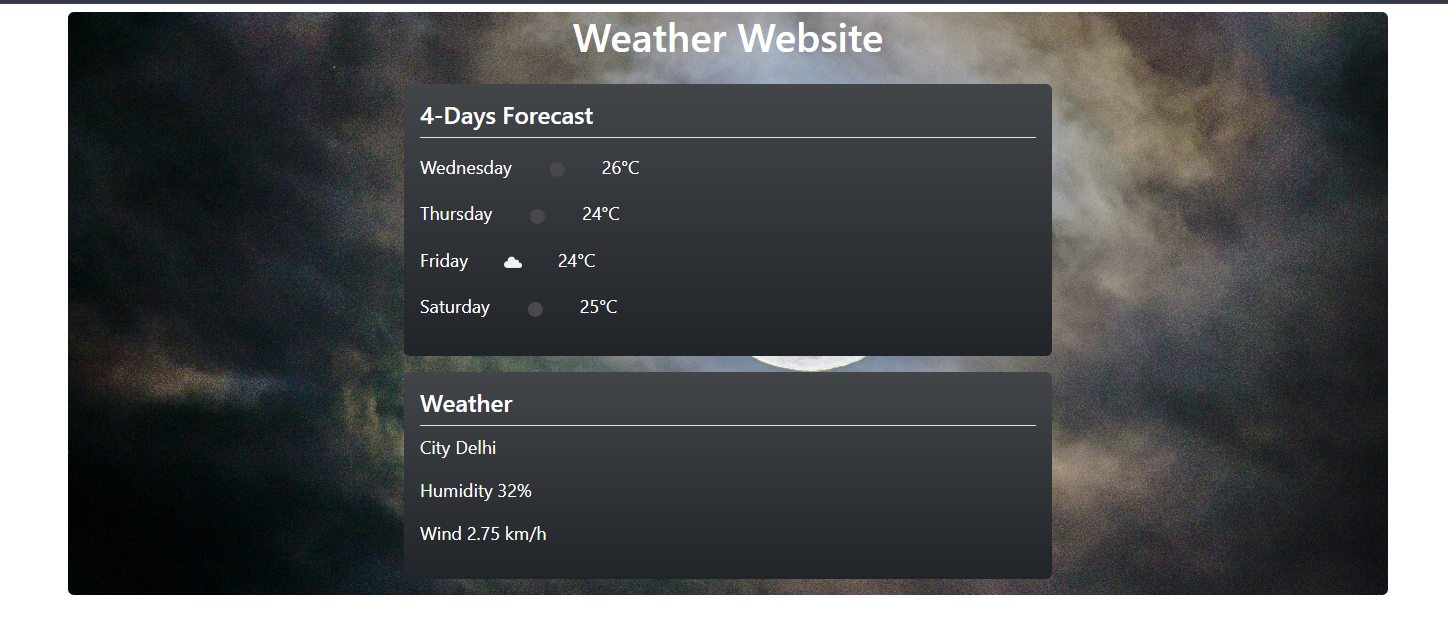 Weather Website
4-Days Forecast
Wednesday 26°C
Thursday 24°C
Friday 24°C
Saturday 25°C
Weather
City Delhi
Humidity 32%
Wind 2.75 km/h